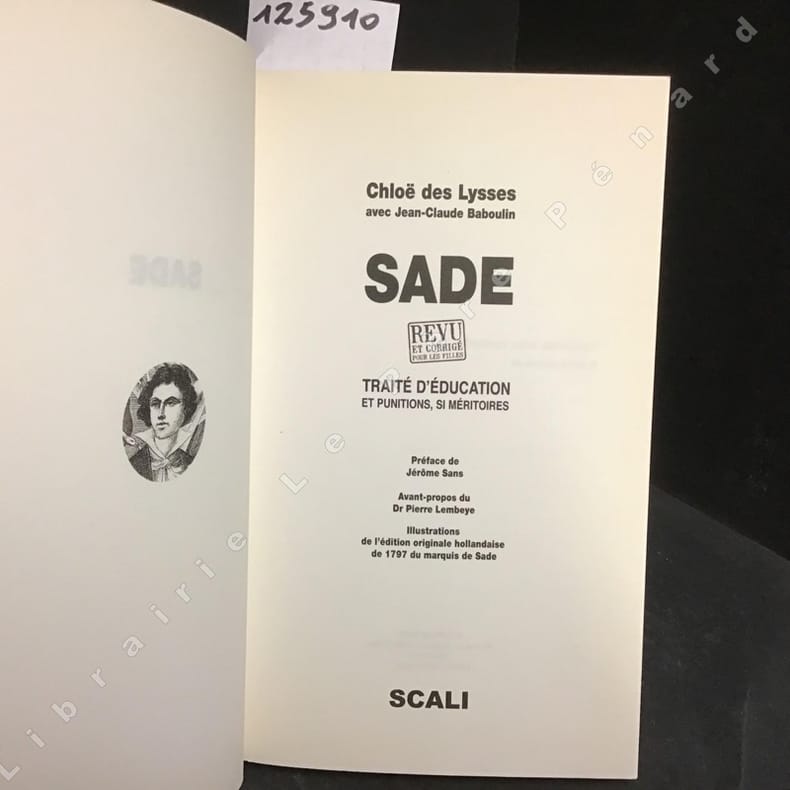 125910
Chloë des Lysses
avec Jean-Claude Baboulin
SADE
REVU
ET CORRIGÉ
POUR LES FILLES
TRAITÉ D'ÉDUCATION
ET PUNITIONS, SI MÉRITOIRES
Préface de
Jérôme Sans
Avant-propos du
Dr Pierre Lembeye
Illustrations
de l'édition originale hollandaise
de 1797 du marquis de Sade
SCALI
SADE
Librairie Le Père Pénard